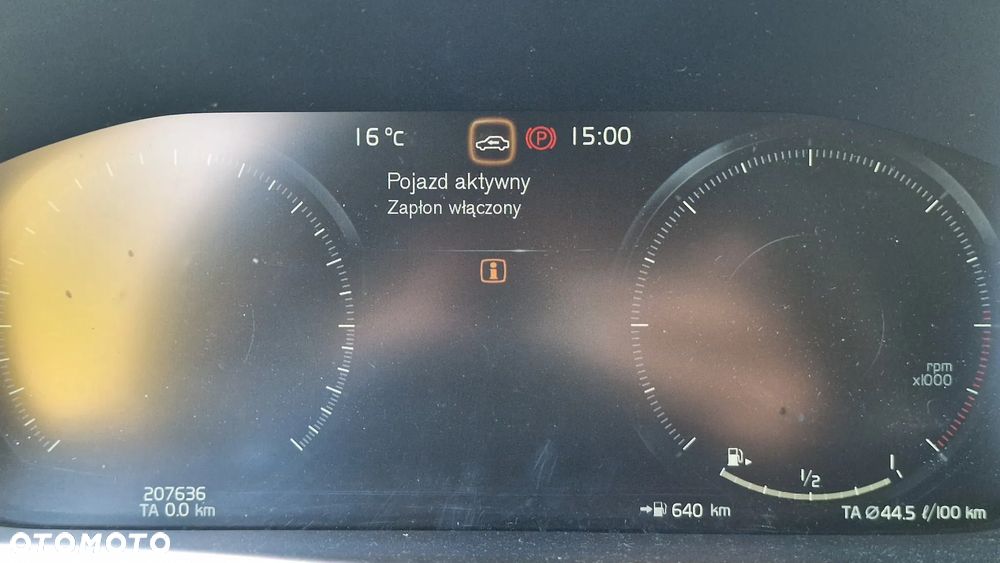 16 °C 15:00
Pojazd aktywny
Zapłon włączony
rpm
x1000
1/2 1
207636
TA 0.0 km
640 km
TA Ø44.5 ℓ/100 km
OTOMOTO